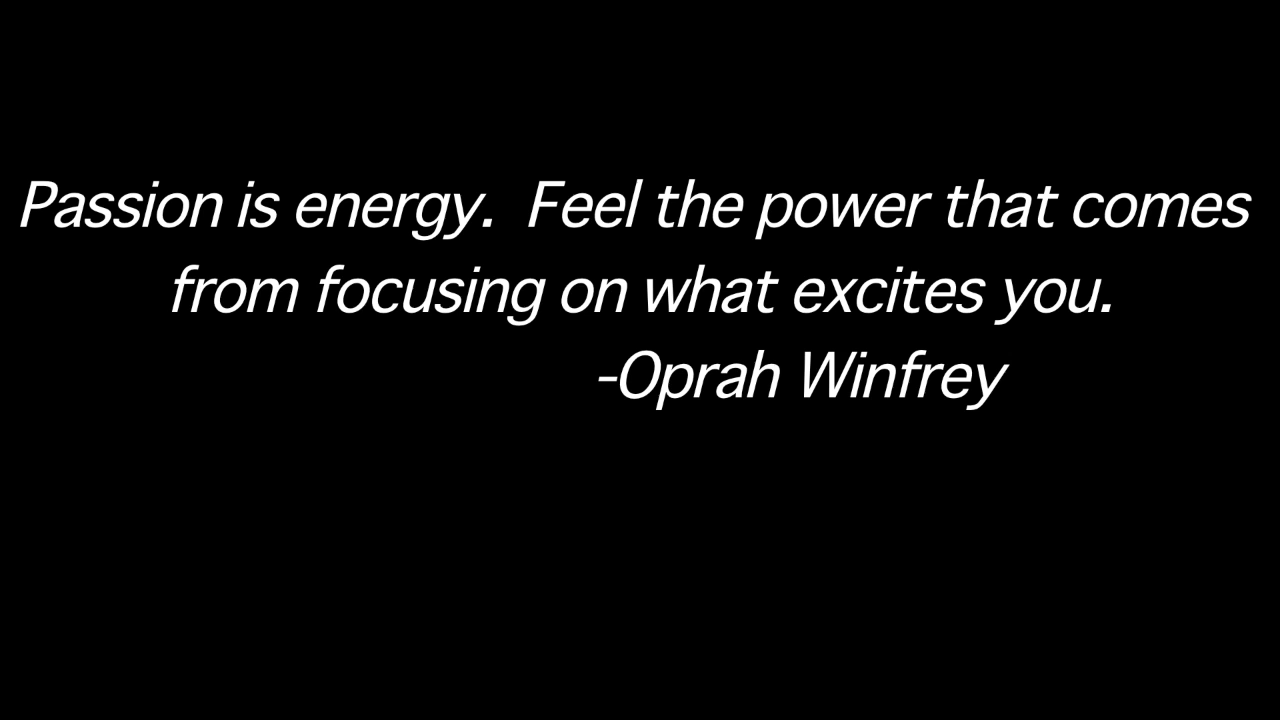 Passion is energy.  Feel the power that comes
from focusing on what excites you.
-Oprah Winfrey